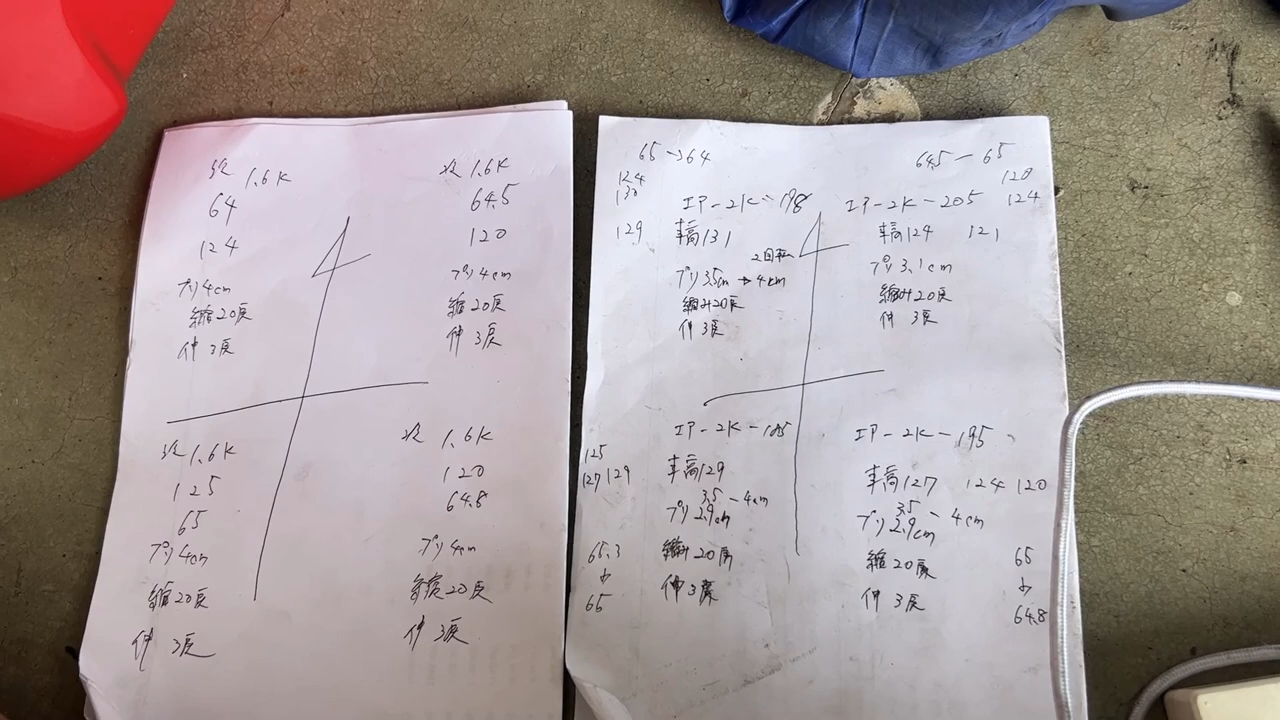 1.6K
64
124
プリ4cm
縮20戻
伸3戻
1.6K
64.5
120
プリ4cm
縮20戻
伸3戻
1.6K
125
65
プリ4cm
縮20戻
伸3戻
1.6K
120
64.8
プリ4cm
縮20戻
伸3戻
65→64
124
130
129
エアー2K-198
車高131
2回転
プリ3.5cm→4cm
縮み20戻
伸3戻
64.5-65
120
エアー2K-205 124
車高124 121
プリ3.1cm
縮み20戻
伸3戻
エアー2K-195
125
127 129
車高129
3.5-4cm
プリ2.9cm
縮み20戻
伸3戻
65.3
↓
65
エアー2K-195
車高127 124 120
3.5-4cm
プリ2.9cm
縮20戻
伸3戻
65
↓
64.8